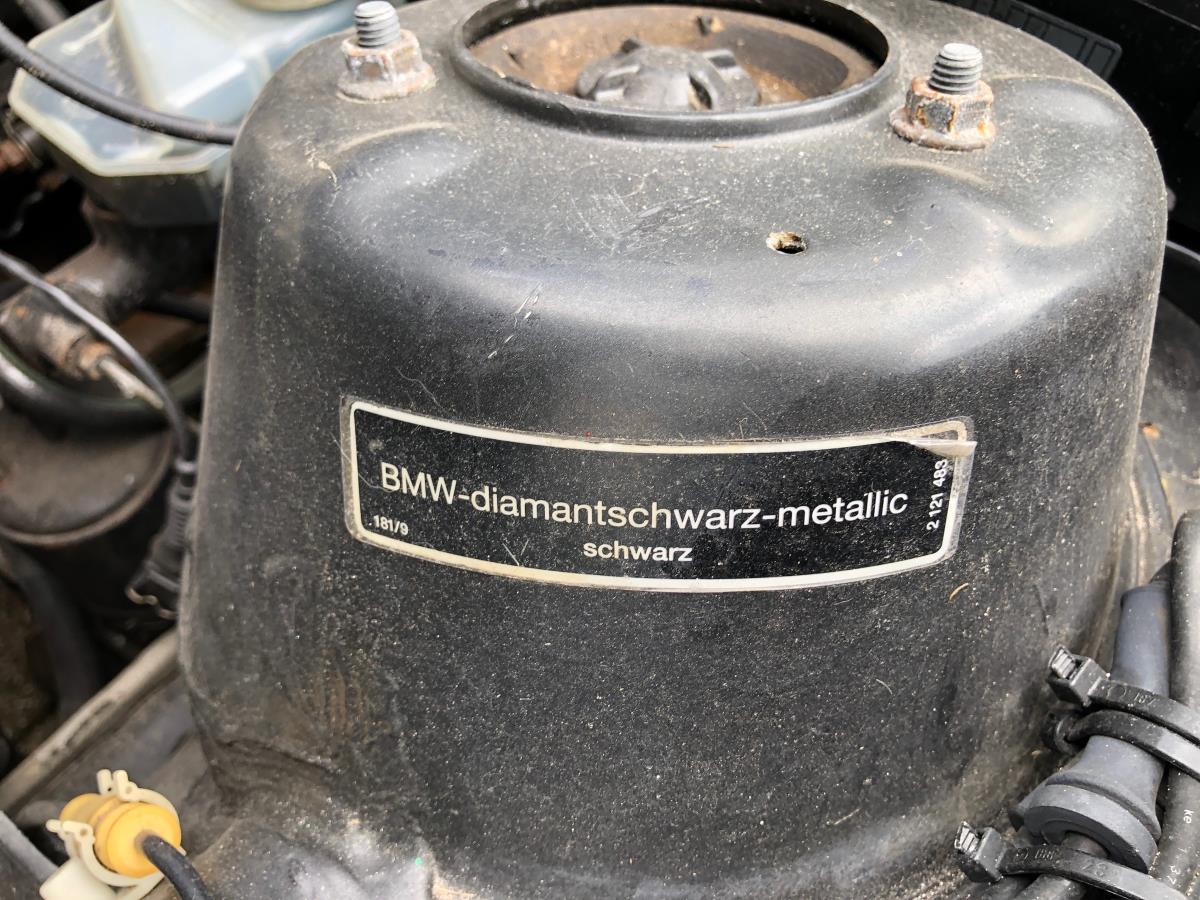 BMW-diamantschwarz-metallic
181/9
schwarz
2 121 483